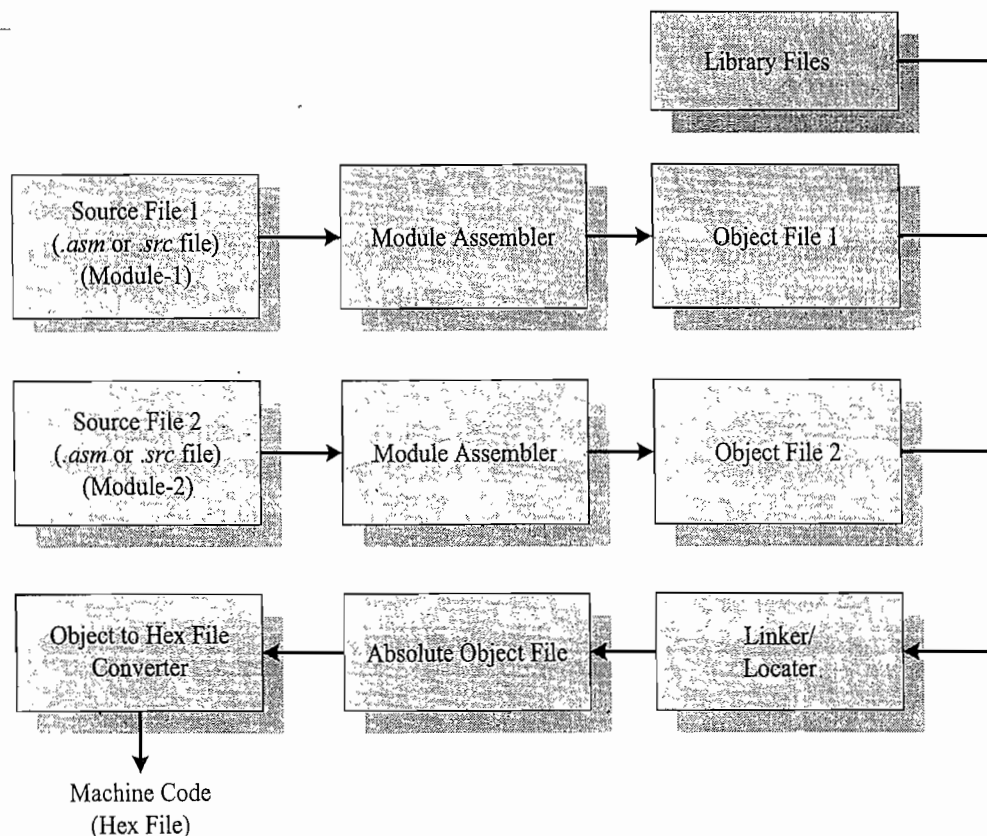 Library Files
Source File 1
(.asm or .src file)
(Module-1)
Module Assembler
Object File 1
Source File 2
(.asm or .src file)
(Module-2)
Module Assembler
Object File 2
Object to Hex File
Converter
Absolute Object File
Linker/
Locater
Machine Code
(Hex File)